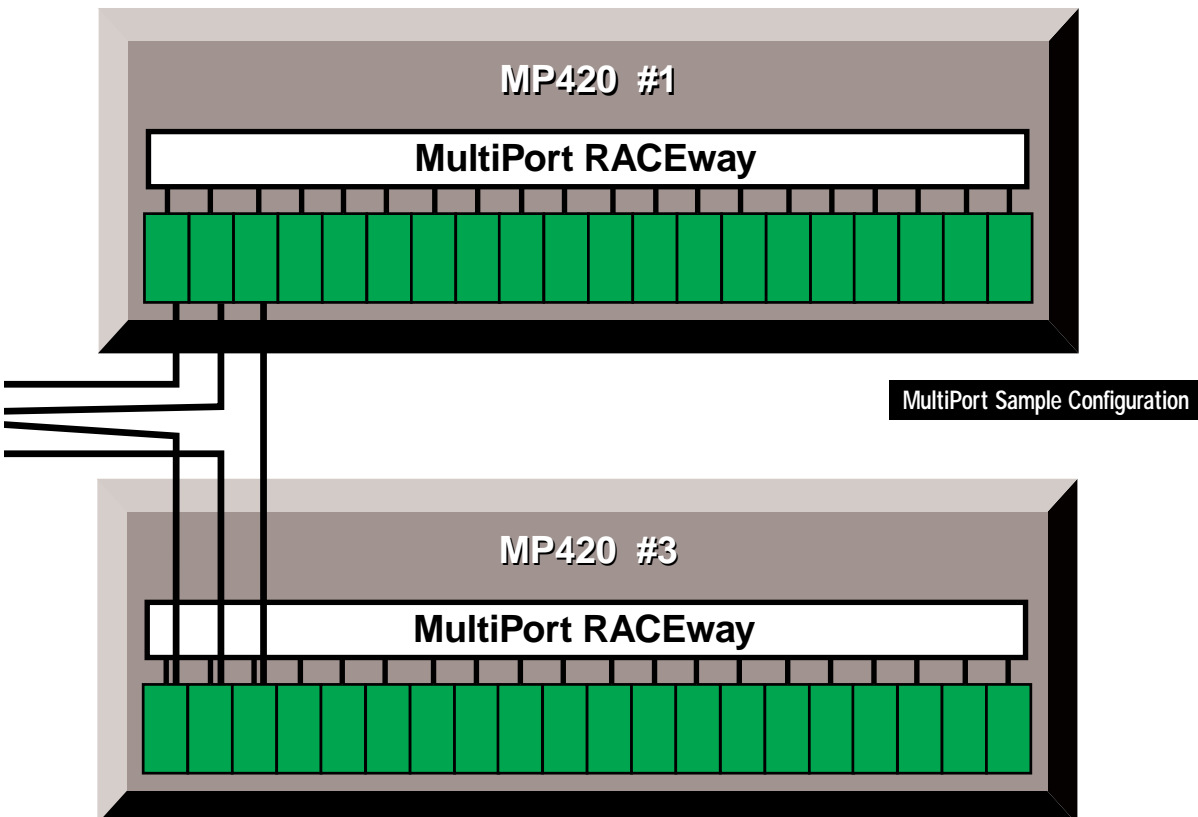 MP420 #1
MultiPort RACEway
MultiPort Sample Configuration
MP420 #3
MultiPort RACEway